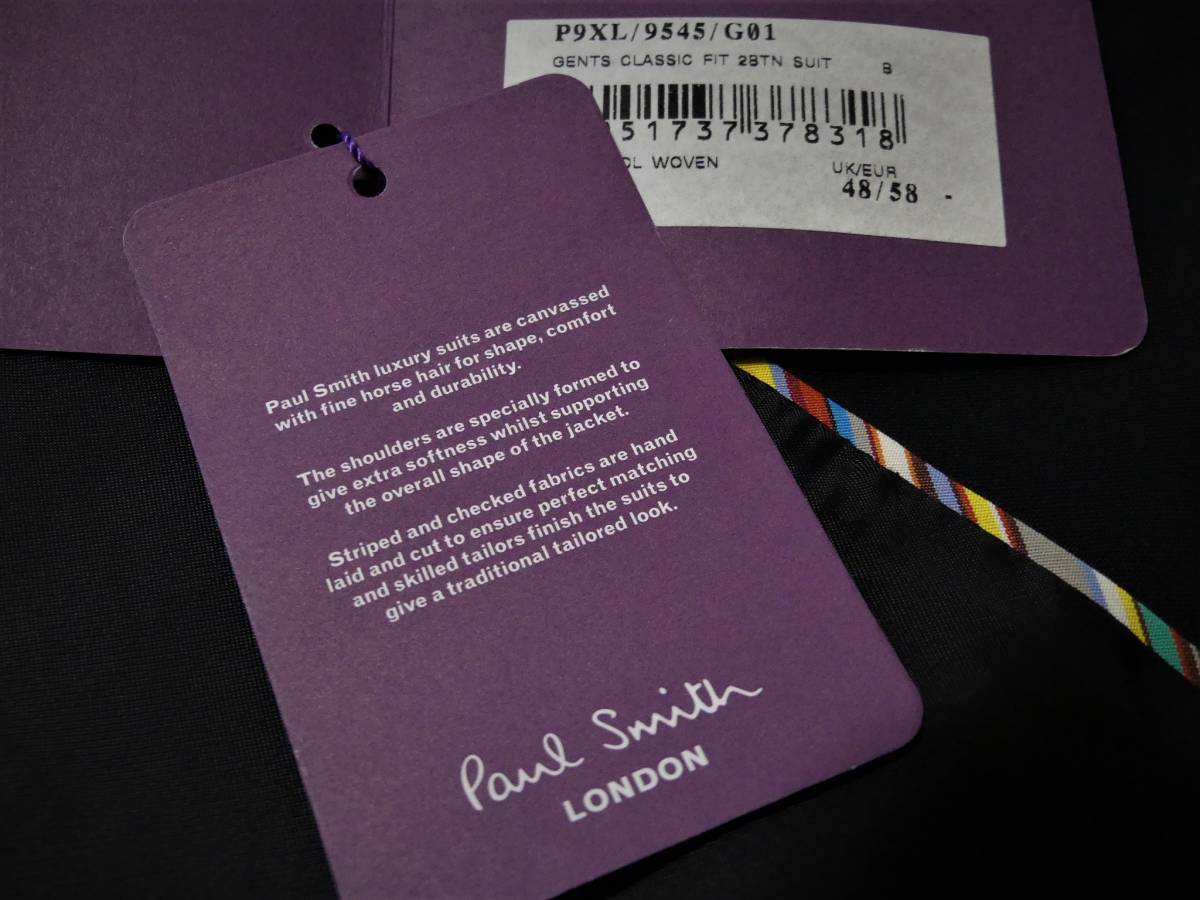 P9XL/9545/G01
GENTS CLASSIC FIT 2BTN SUIT B
51737378318
WOVEN UK/EUR
48/58 -
Paul Smith luxury suits are canvassed
with fine horse hair for shape, comfort
and durability.
The shoulders are specially formed to
give extra softness whilst supporting
the overall shape of the jacket.
Striped and checked fabrics are hand
laid and cut to ensure perfect matching
and skilled tailors finish the suits to
give a traditional tailored look.
Paul Smith
LONDON